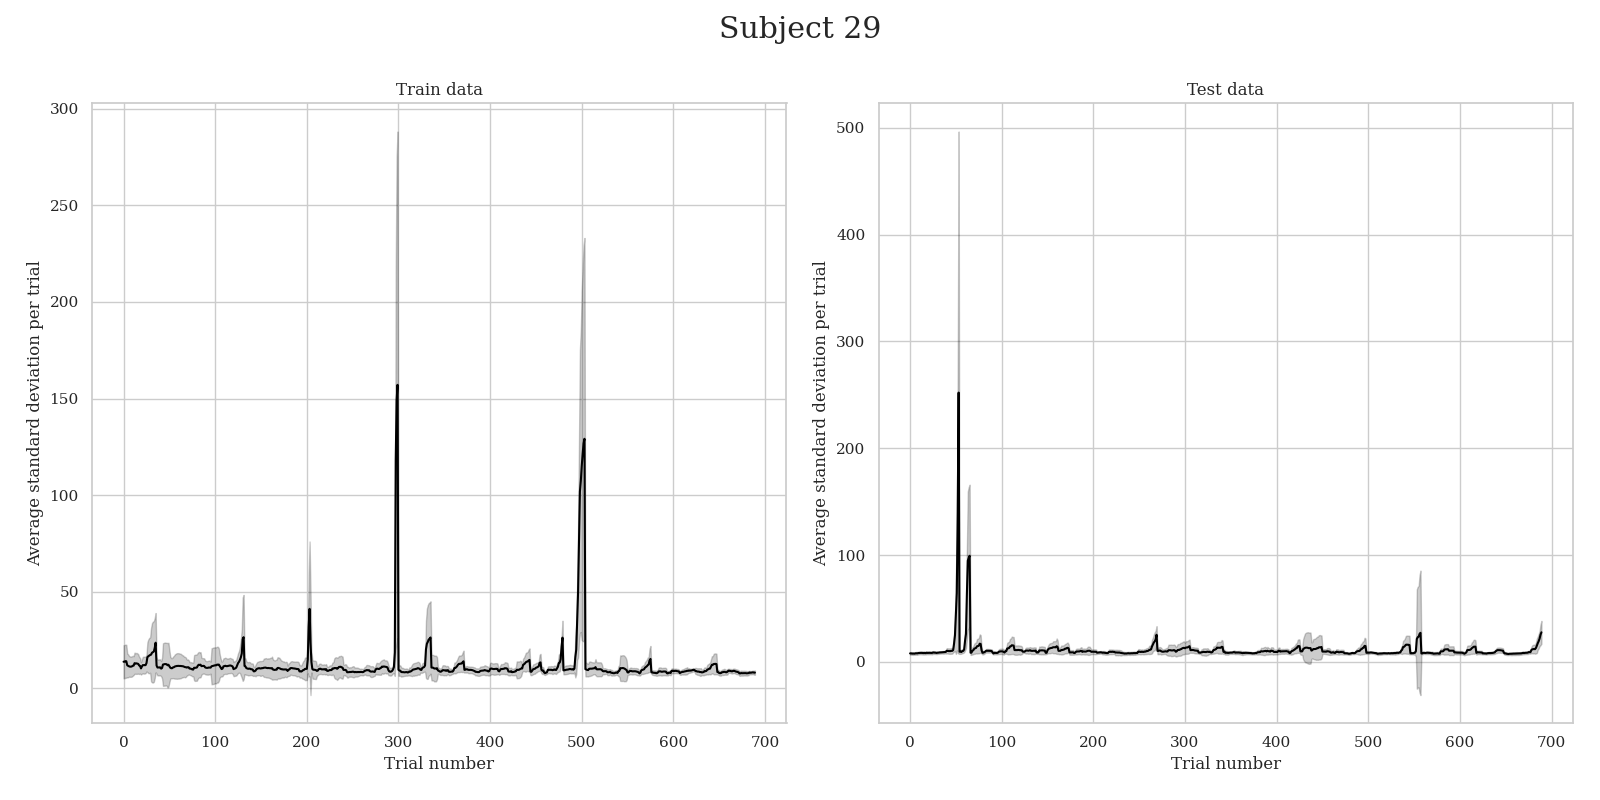 Subject 29
Train data
300
250
200
150
100
50
0
0 100 200 300 400 500 600 700
Trial number
Average standard deviation per trial
Test data
500
400
300
200
100
0
0 100 200 300 400 500 600 700
Trial number
Average standard deviation per trial